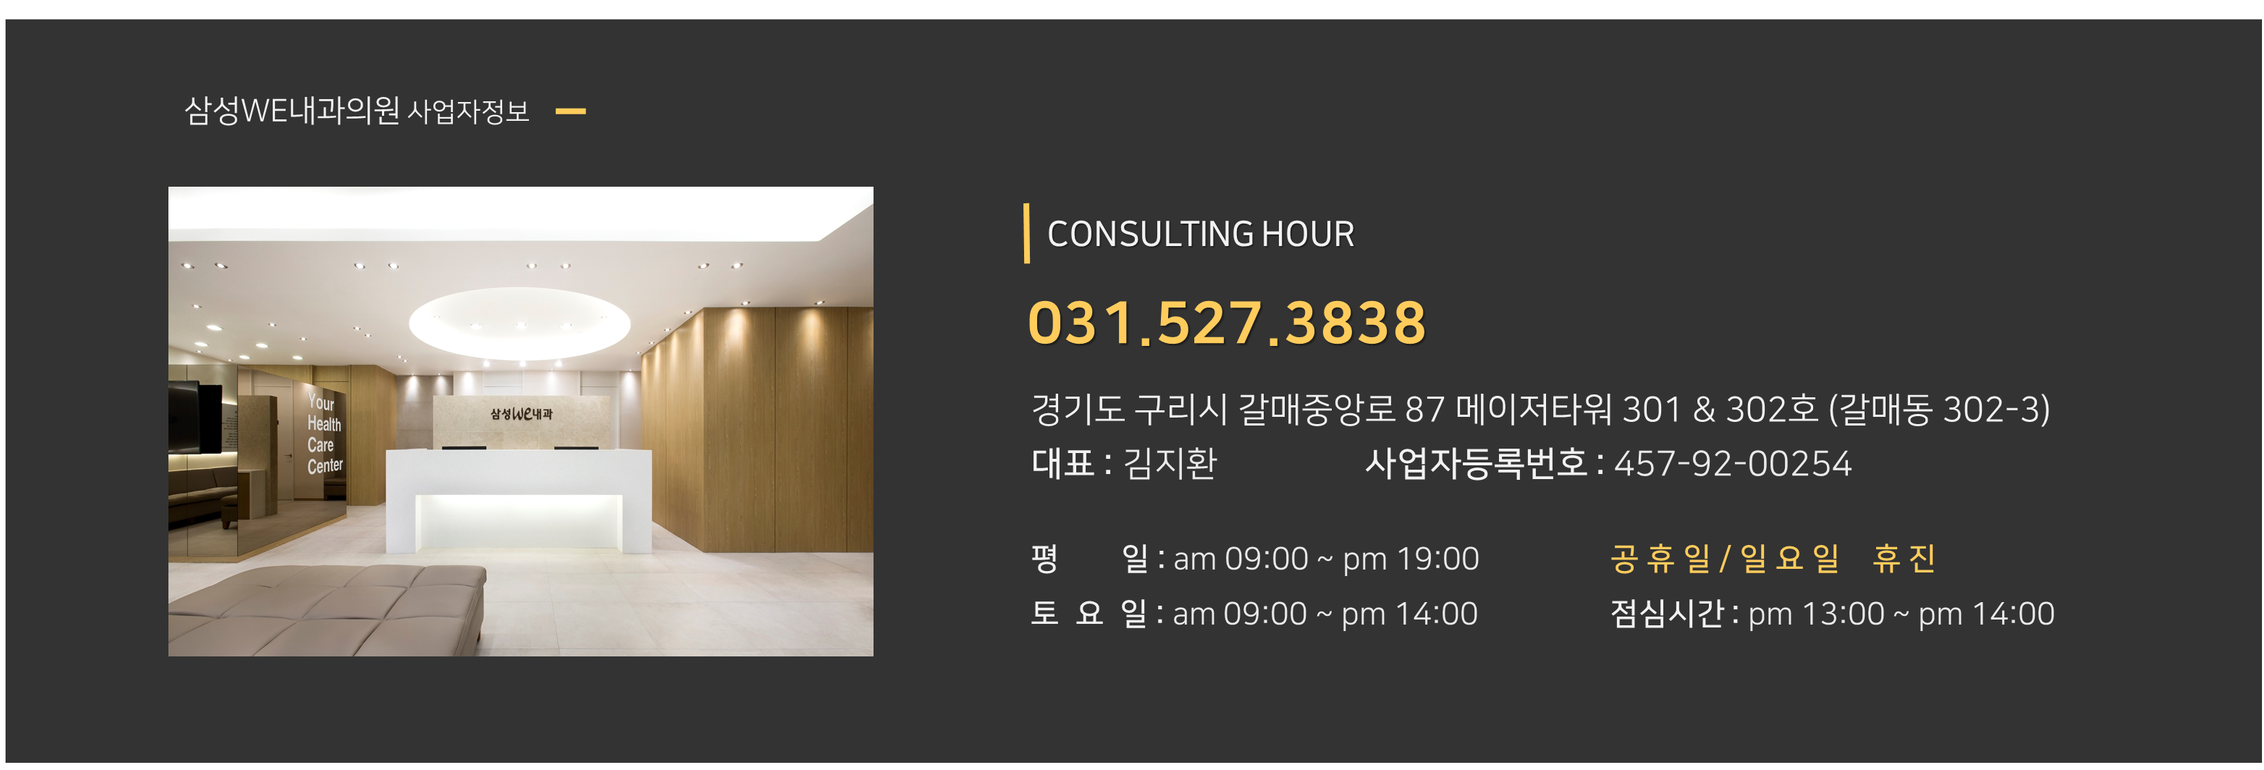 삼성WE내과의원 사업자정보
삼성we내과
Your
Health
Care
Center
CONSULTING HOUR
031.527.3838
경기도 구리시 갈매중앙로 87 메이저타워 301 & 302호 (갈매동 302-3)
대표 : 김지환 사업자등록번호 : 457-92-00254
평 일 : am 09:00 ~ pm 19:00 공휴일/일요일 휴진
토 요 일 : am 09:00 ~ pm 14:00 점심시간 : pm 13:00 ~ pm 14:00